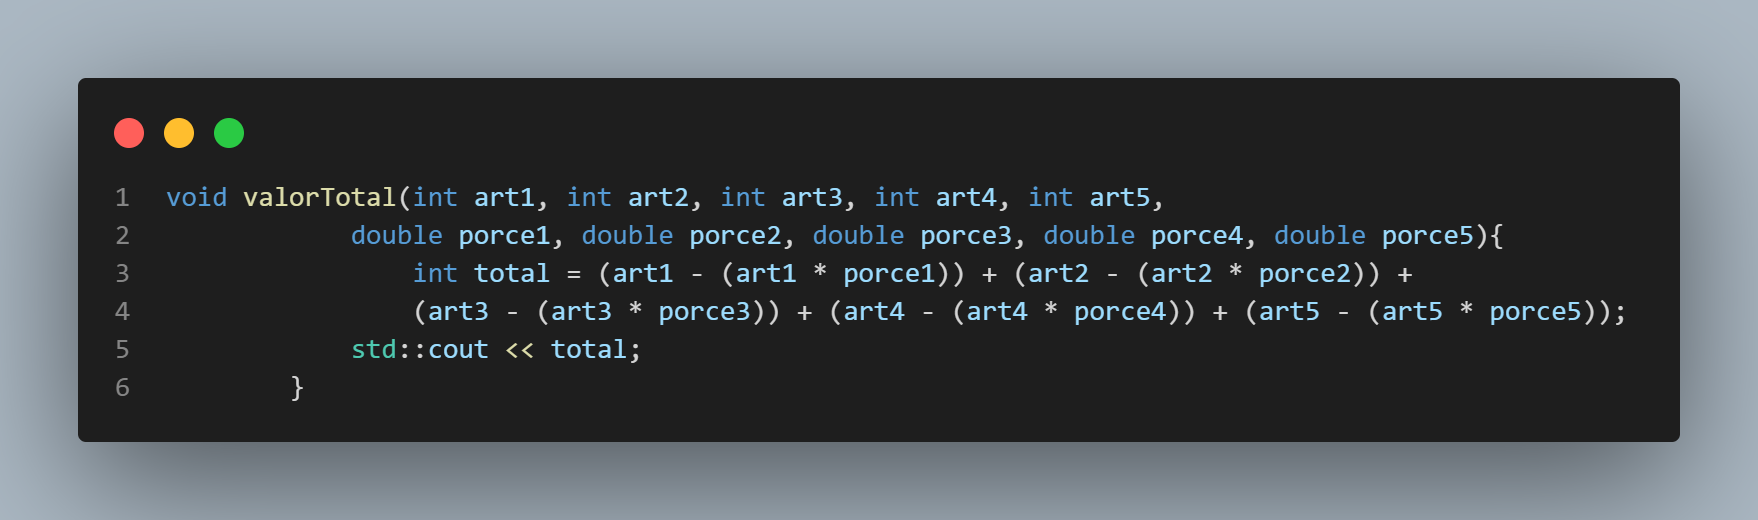 1 void valorTotal(int art1, int art2, int art3, int art4, int art5,
2 double porce1, double porce2, double porce3, double porce4, double porce5){
3 int total = (art1 - (art1 * porce1)) + (art2 - (art2 * porce2)) +
4 (art3 - (art3 * porce3)) + (art4 - (art4 * porce4)) + (art5 - (art5 * porce5));
5 std::cout << total;
6 }